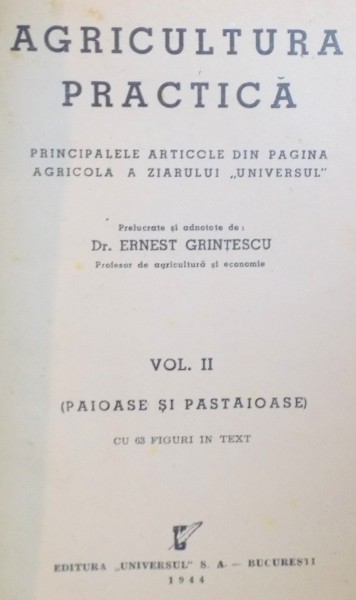 AGRICULTURA
PRACTICĂ
PRINCIPALELE ARTICOLE DIN PAGINA
AGRICOLA A ZIARULUI „UNIVERSUL"
Prelucrate și adnotate de:
Dr. ERNEST GRINȚESCU
Profesor de agricultură și economie
VOL. II
(PAIOASE ȘI PASTAIOASE)
CU 63 FIGURI IN TEXT
EDITURA „UNIVERSUL" S. A. — BUCUREȘTI
1944